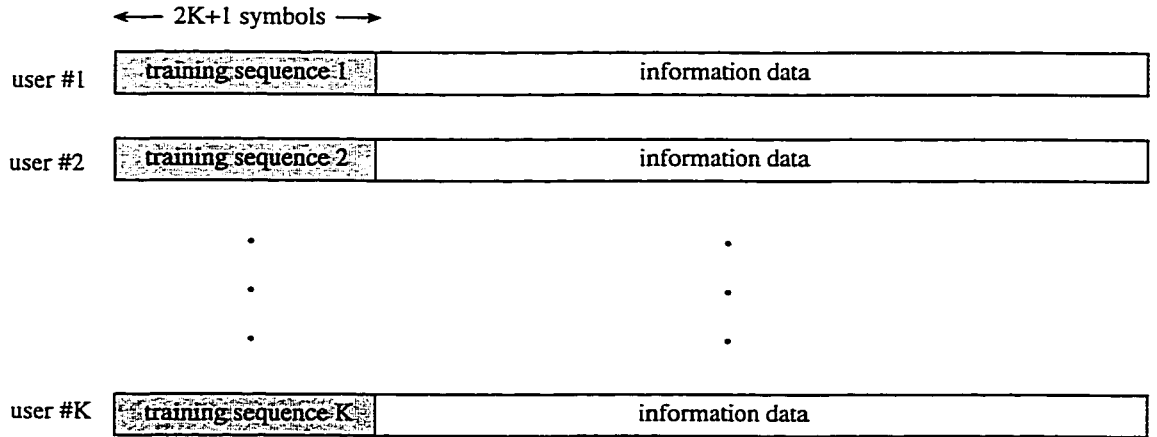 2K+1 symbols
user #1 training sequence 1 information data
user #2 training sequence 2 information data
user #K training sequence K information data